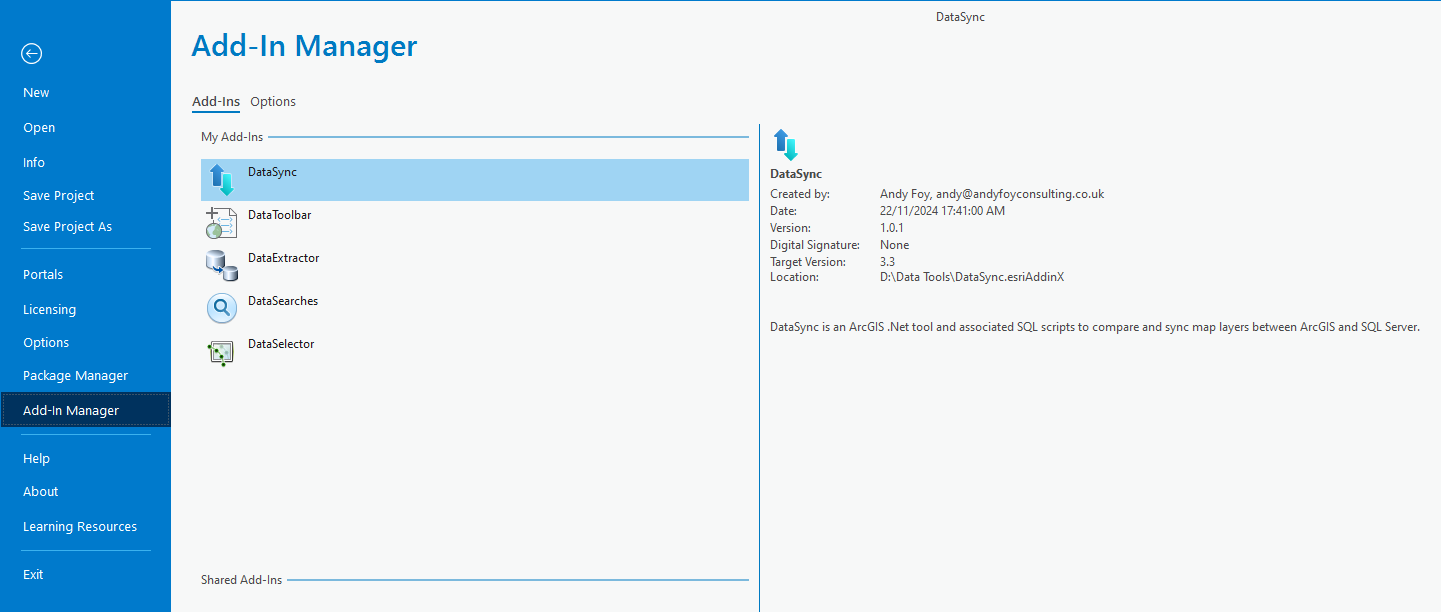 DataSync
Add-In Manager
New
Open
Info
Save Project
Save Project As
Portals
Licensing
Options
Package Manager
Add-In Manager
Help
About
Learning Resources
Exit
Add-Ins Options
My Add-Ins
DataSync
DataToolbar
DataExtractor
DataSearches
DataSelector
Shared Add-Ins
DataSync
Created by: Andy Foy, andy@andyfoyconsulting.co.uk
Date: 22/11/2024 17:41:00 AM
Version: 1.0.1
Digital Signature: None
Target Version: 3.3
Location: D:\Data Tools\DataSync.esriAddinX
DataSync is an ArcGIS .Net tool and associated SQL scripts to compare and sync map layers between ArcGIS and SQL Server.